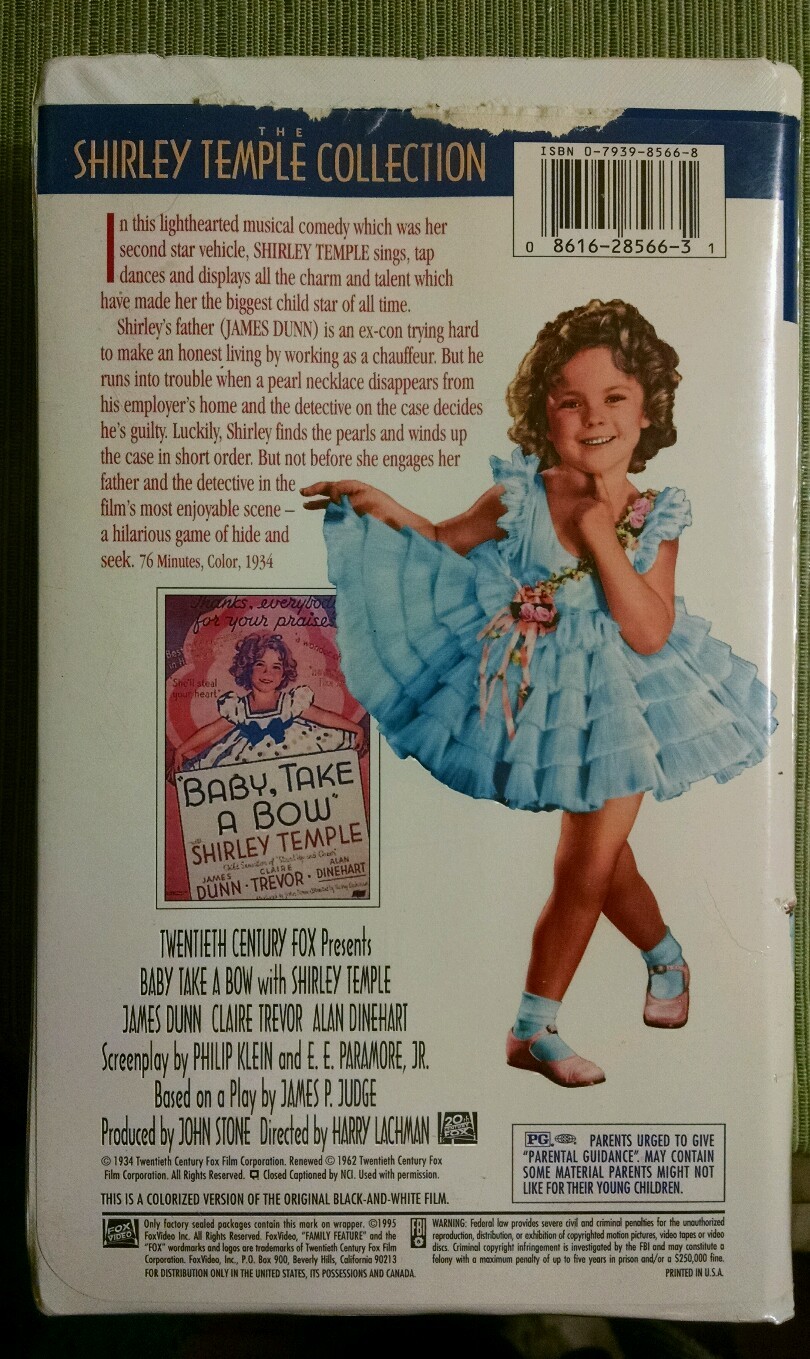 THE
SHIRLEY TEMPLE COLLECTION
ISBN 0-7939-8566-8
0 8616-28566-3 1
In this lighthearted musical comedy which was her
second star vehicle, SHIRLEY TEMPLE sings, tap
dances and displays all the charm and talent which
have made her the biggest child star of all time.
Shirley's father (JAMES DUNN) is an ex-con trying hard
to make an honest living by working as a chauffeur. But he
runs into trouble when a pearl necklace disappears from
his employer's home and the detective on the case decides
he's guilty. Luckily, Shirley finds the pearls and winds up
the case in short order. But not before she engages her
father and the detective in the
film's most enjoyable scene –
a hilarious game of hide and
seek. 76 Minutes, Color, 1934
Thanks, everybody
for your praise
She'll steal
your heart"
"BABY, TAKE
A BOW"
with
SHIRLEY TEMPLE
JAMES
DUNN · CLAIRE
TREVOR · ALAN
DINEHART
TWENTIETH CENTURY FOX Presents
BABY TAKE A BOW with SHIRLEY TEMPLE
JAMES DUNN CLAIRE TREVOR ALAN DINEHART
Screenplay by PHILIP KLEIN and E. E. PARAMORE, JR.
Based on a Play by JAMES P. JUDGE
Produced by JOHN STONE Directed by HARRY LACHMAN
20th CENTURY FOX
© 1934 Twentieth Century Fox Film Corporation. Renewed © 1962 Twentieth Century Fox
Film Corporation. All Rights Reserved. Closed Captioned by NCI. Used with permission.
THIS IS A COLORIZED VERSION OF THE ORIGINAL BLACK-AND-WHITE FILM.
PG PARENTS URGED TO GIVE
"PARENTAL GUIDANCE". MAY CONTAIN
SOME MATERIAL PARENTS MIGHT NOT
LIKE FOR THEIR YOUNG CHILDREN.
FOX
VIDEO
Only factory sealed packages contain this mark on wrapper. ©1995
FoxVideo Inc. All Rights Reserved. FoxVideo, "FAMILY FEATURE" and the
"FOX" wordmarks and logos are trademarks of Twentieth Century Fox Film
Corporation. FoxVideo, Inc., P.O. Box 900, Beverly Hills, California 90213
FOR DISTRIBUTION ONLY IN THE UNITED STATES, ITS POSSESSIONS AND CANADA.
FBI
WARNING: Federal law provides severe civil and criminal penalties for the unauthorized
reproduction, distribution, or exhibition of copyrighted motion pictures, video tapes or video
discs. Criminal copyright infringement is investigated by the FBI and may constitute a
felony with a maximum penalty of up to five years in prison and/or a $250,000 fine.
PRINTED IN U.S.A.